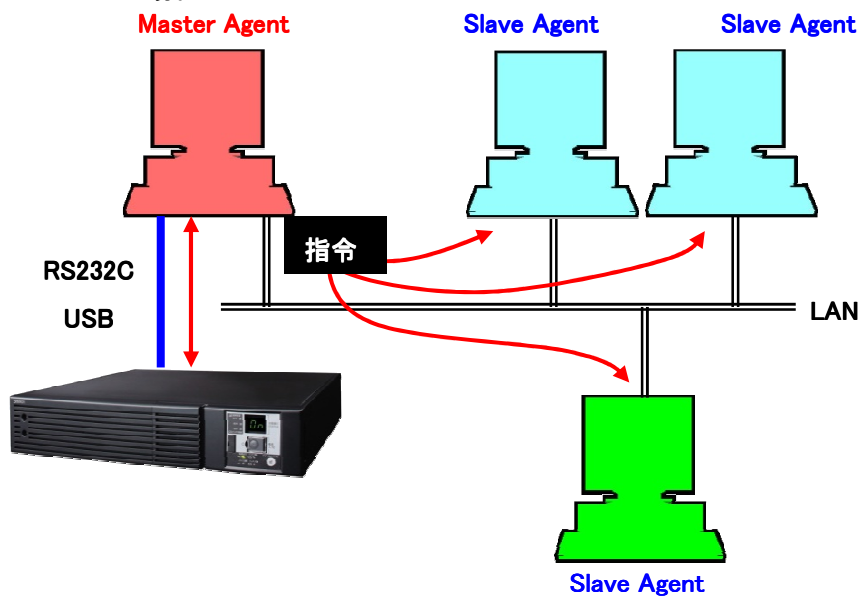 Master Agent
Slave Agent
Slave Agent
指令
RS232C
USB
LAN
Slave Agent